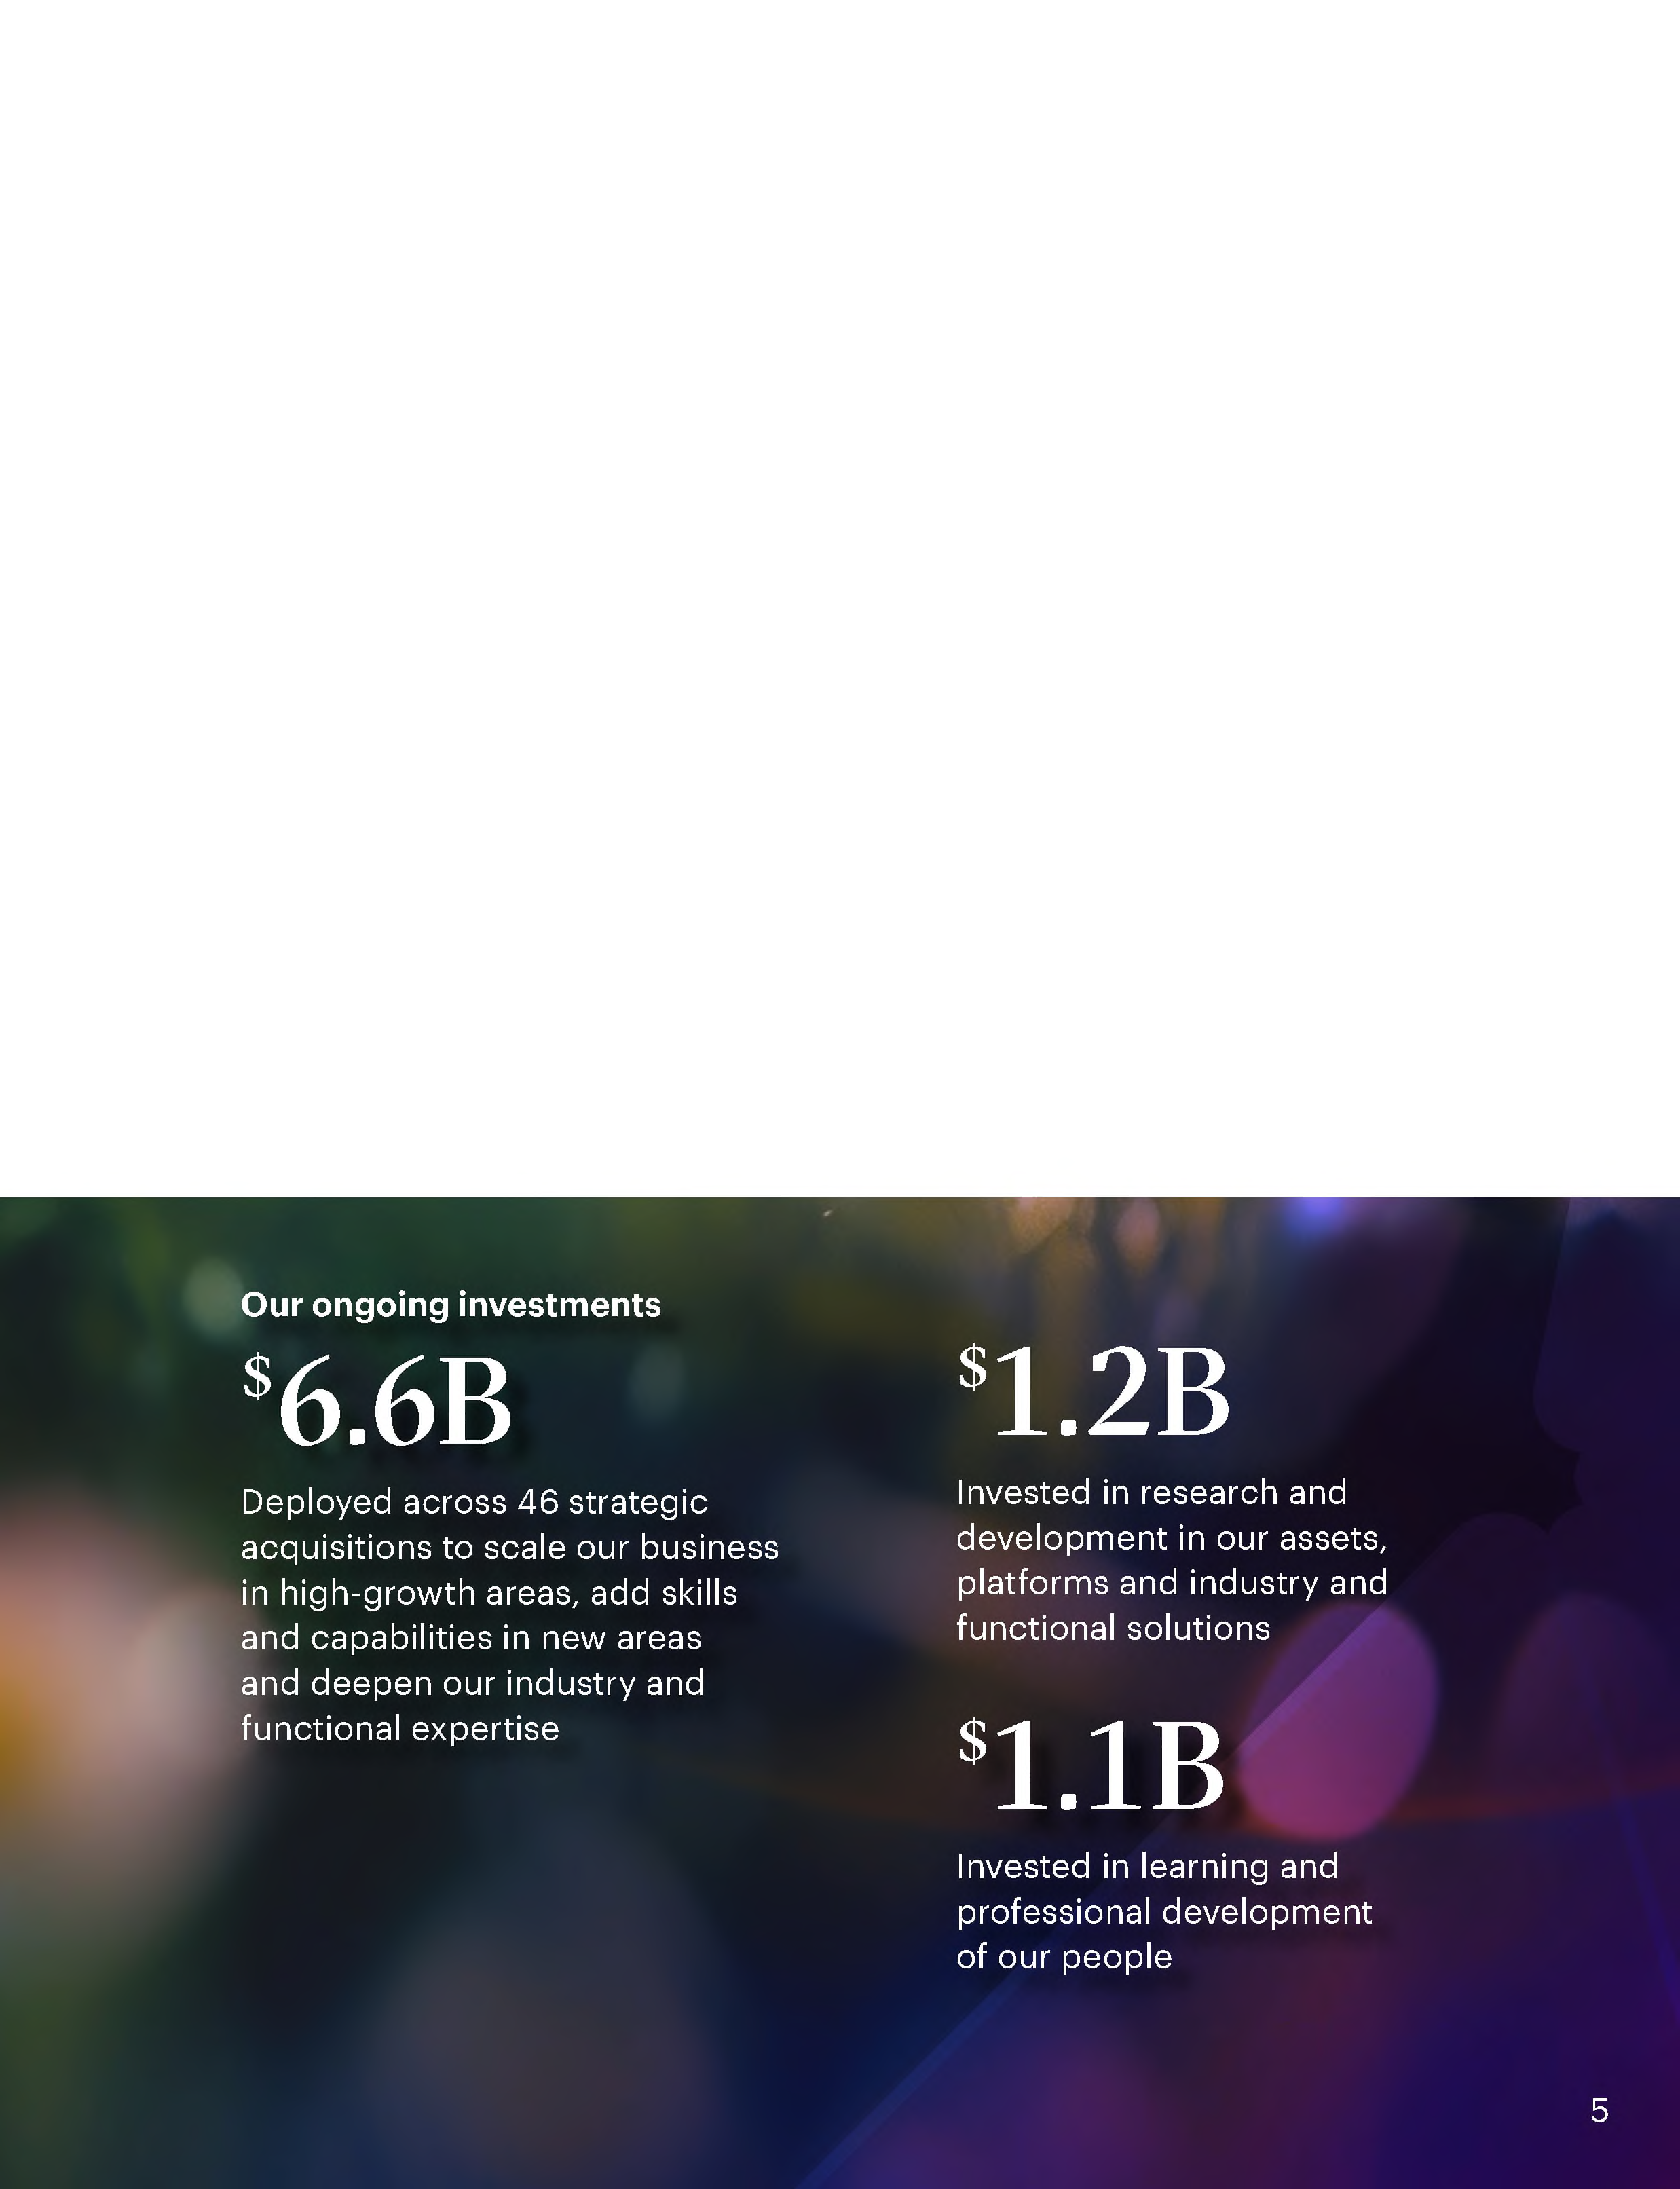 Our ongoing investments
$6.6B
Deployed across 46 strategic
acquisitions to scale our business
in high-growth areas, add skills
and capabilities in new areas
and deepen our industry and
functional expertise
$1.2B
Invested in research and
development in our assets,
platforms and industry and
functional solutions
$1.1B
Invested in learning and
professional development
of our people
5